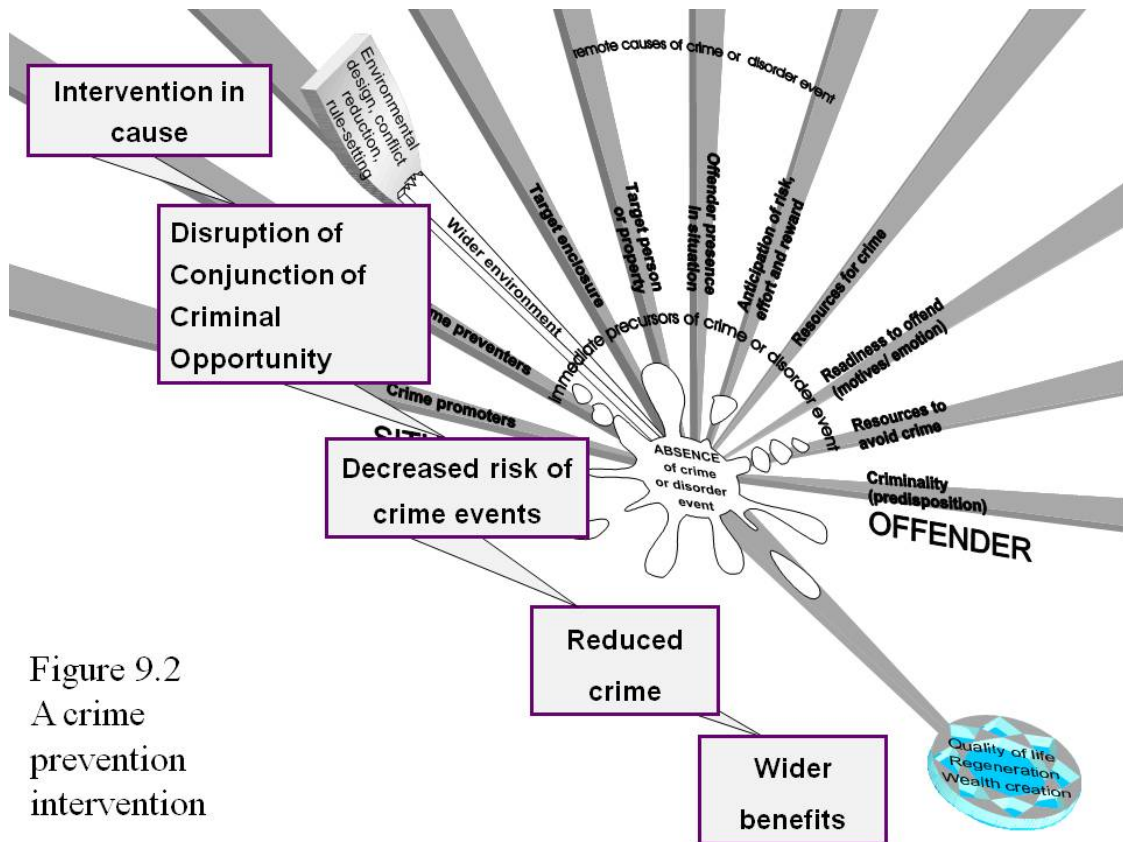 Intervention in
cause
Disruption of
Conjunction of
Criminal
Opportunity
Decreased risk of
crime events
Reduced
crime
Wider
benefits
Environmental
design, conflict
reduction,
rule-setting
remote causes of crime or disorder event
Immediate precursors of crime or disorder event
Crime promoters
preventers
Wider environment
Target enclosure
Target person
or property
Offender presence
in situation
Anticipation of risk,
effort and reward
Resources for crime
Readiness to offend
(motives/ emotion)
Resources to
avoid crime
Criminality
(predisposition)
OFFENDER
ABSENCE
of crime
or disorder
event
Quality of life
Regeneration
Wealth creation
Figure 9.2
A crime
prevention
intervention